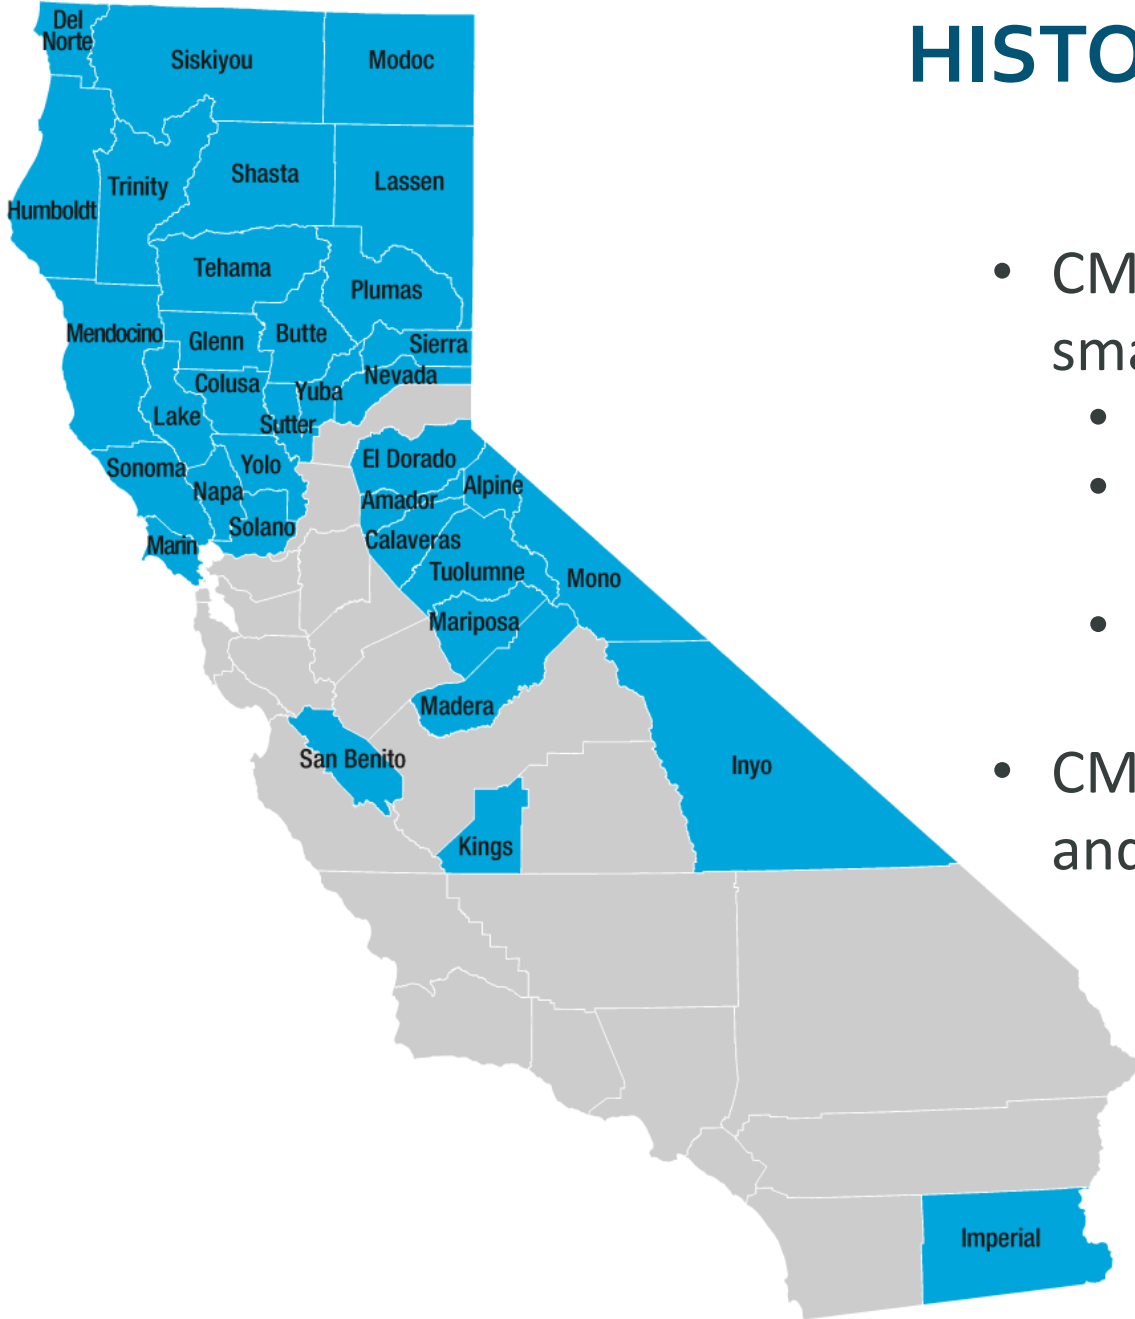 HISTO
Del
Norte
Siskiyou
Modoc
Shasta
Lassen
Trinity
Humboldt
Tehama
Plumas
Mendocino
Glenn
Butte
Sierra
Nevada
Colusa
Yuba
Lake
Sutter
Sonoma
Yolo
El Dorado
Napa
Alpine
Amador
Solano
Marin
Calaveras
Tuolumne
Mono
Mariposa
Madera
San Benito
Inyo
Kings
Imperial
• CM
sma
•
•
•
• CM
and